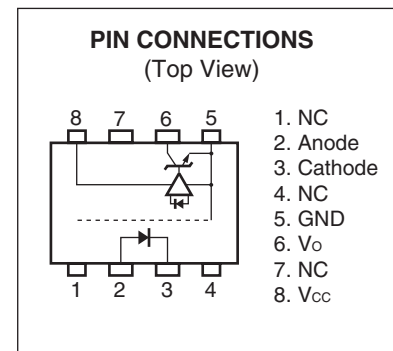 PIN CONNECTIONS
(Top View)
8 7 6 5
1 2 3 4
1. NC
2. Anode
3. Cathode
4. NC
5. GND
6. Vo
7. NC
8. Vcc